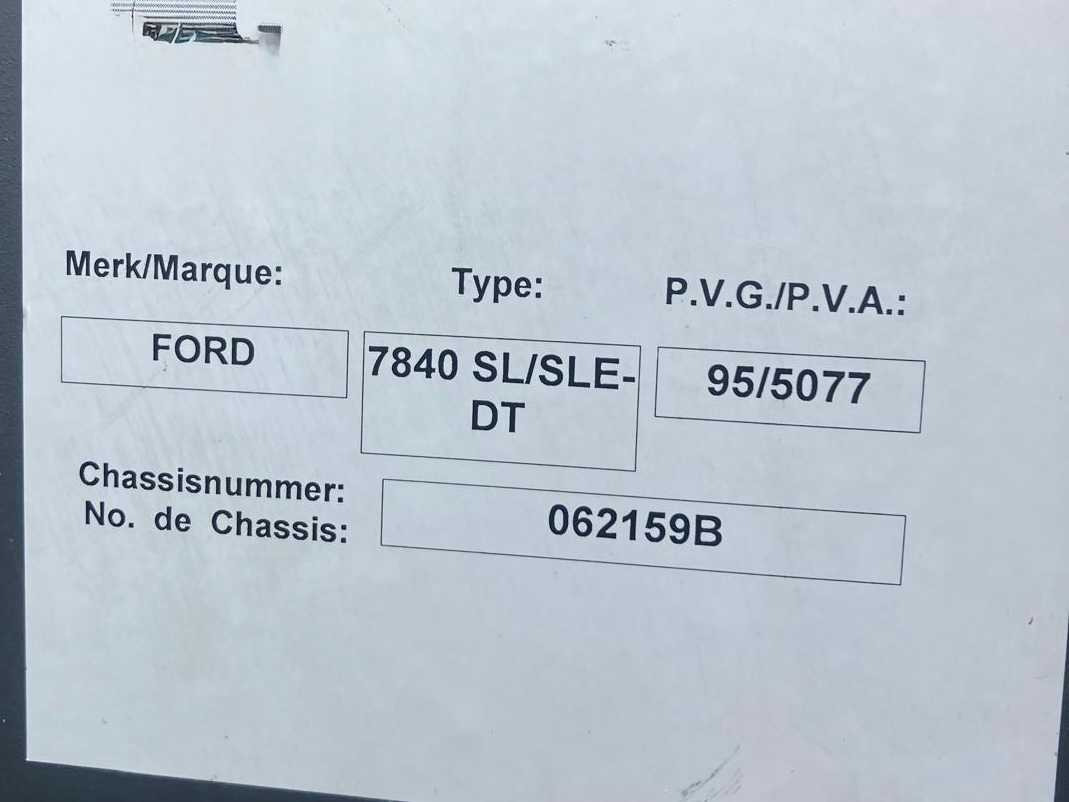 Merk/Marque: Type: P.V.G./P.V.A.:
FORD 7840 SL/SLE- 95/5077
DT
Chassisnummer:
No. de Chassis: 062159B